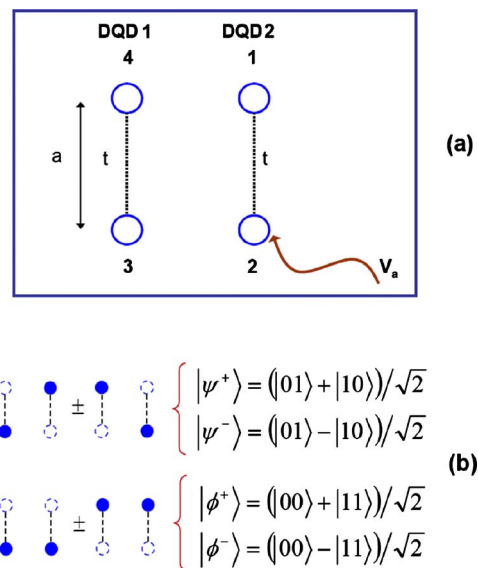 DQD 1 DQD 2
4 1
(a)
a t t
3 2 V_a
± |ψ⁺⟩ = (|01⟩+|10⟩)/√2
|ψ⁻⟩ = (|01⟩−|10⟩)/√2
(b)
± |ϕ⁺⟩ = (|00⟩+|11⟩)/√2
|ϕ⁻⟩ = (|00⟩−|11⟩)/√2